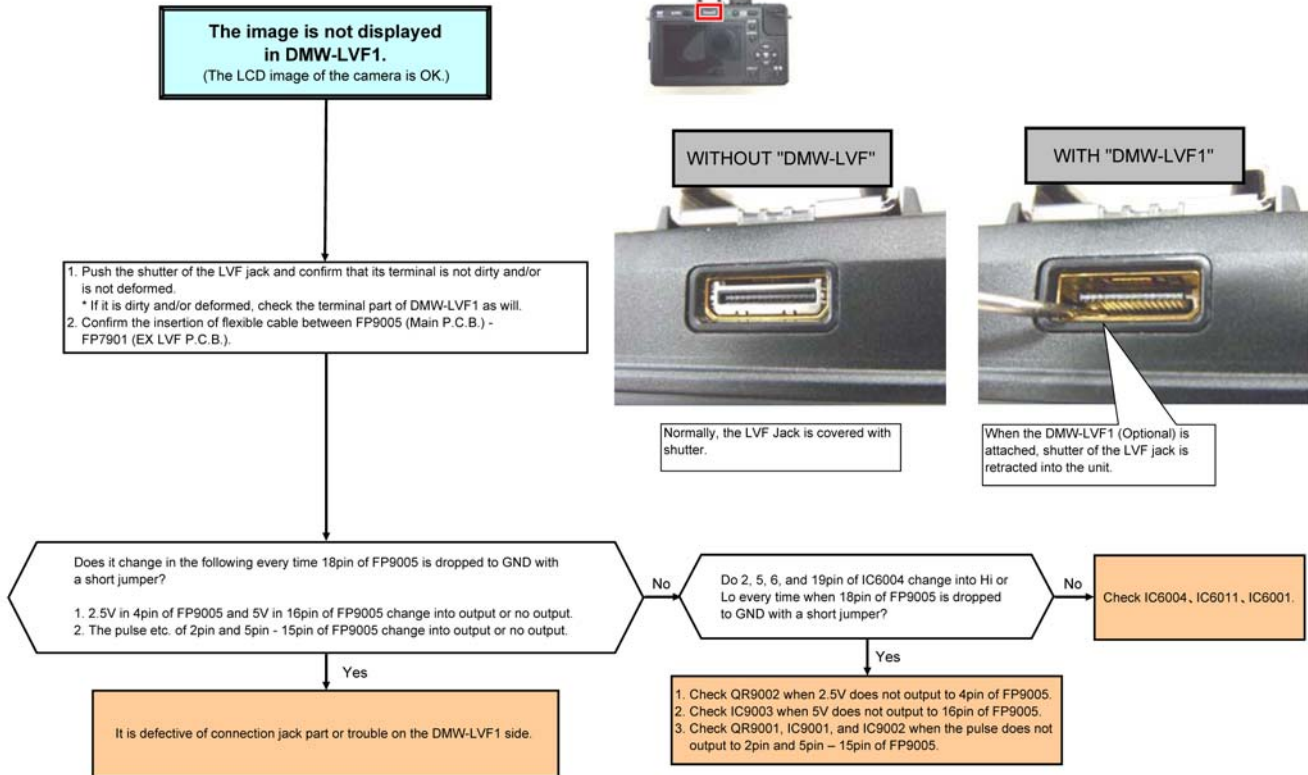 The image is not displayed
in DMW-LVF1.
(The LCD image of the camera is OK.)
WITHOUT "DMW-LVF"
WITH "DMW-LVF1"
1. Push the shutter of the LVF jack and confirm that its terminal is not dirty and/or
is not deformed.
* If it is dirty and/or deformed, check the terminal part of DMW-LVF1 as will.
2. Confirm the insertion of flexible cable between FP9005 (Main P.C.B.) -
FP7901 (EX LVF P.C.B.).
Normally, the LVF Jack is covered with
shutter.
When the DMW-LVF1 (Optional) is
attached, shutter of the LVF jack is
retracted into the unit.
Does it change in the following every time 18pin of FP9005 is dropped to GND with
a short jumper?
1. 2.5V in 4pin of FP9005 and 5V in 16pin of FP9005 change into output or no output.
2. The pulse etc. of 2pin and 5pin - 15pin of FP9005 change into output or no output.
No
Do 2, 5, 6, and 19pin of IC6004 change into Hi or
Lo every time when 18pin of FP9005 is dropped
to GND with a short jumper?
No
Check IC6004、IC6011、IC6001.
Yes
It is defective of connection jack part or trouble on the DMW-LVF1 side.
Yes
1. Check QR9002 when 2.5V does not output to 4pin of FP9005.
2. Check IC9003 when 5V does not output to 16pin of FP9005.
3. Check QR9001, IC9001, and IC9002 when the pulse does not
output to 2pin and 5pin – 15pin of FP9005.